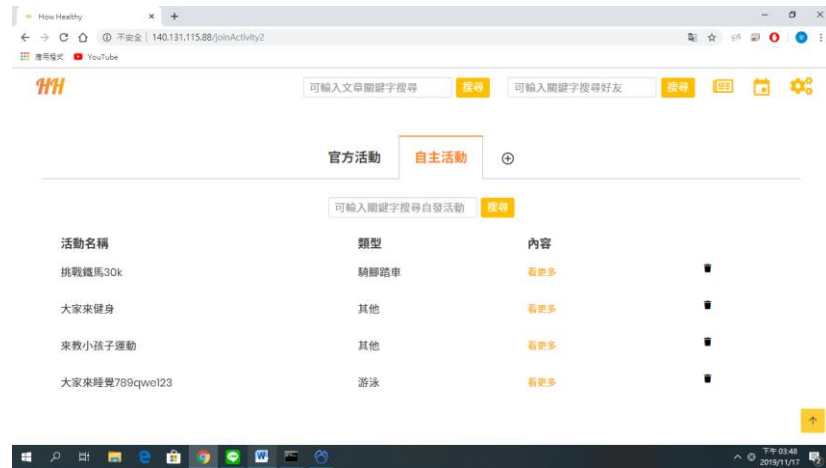 How Healthy
不安全 | 140.131.115.88/joinActivity2
應用程式 YouTube
HH 可輸入文章關鍵字搜尋 搜尋 可輸入關鍵字搜尋好友 搜尋
官方活動 自主活動
可輸入關鍵字搜尋自發活動 搜尋
活動名稱 類型 內容
挑戰鐵馬30k 騎腳踏車 看更多
大家來健身 其他 看更多
來教小孩子運動 其他 看更多
大家來睡覺789qwe123 游泳 看更多
下午 03:48
2019/11/17